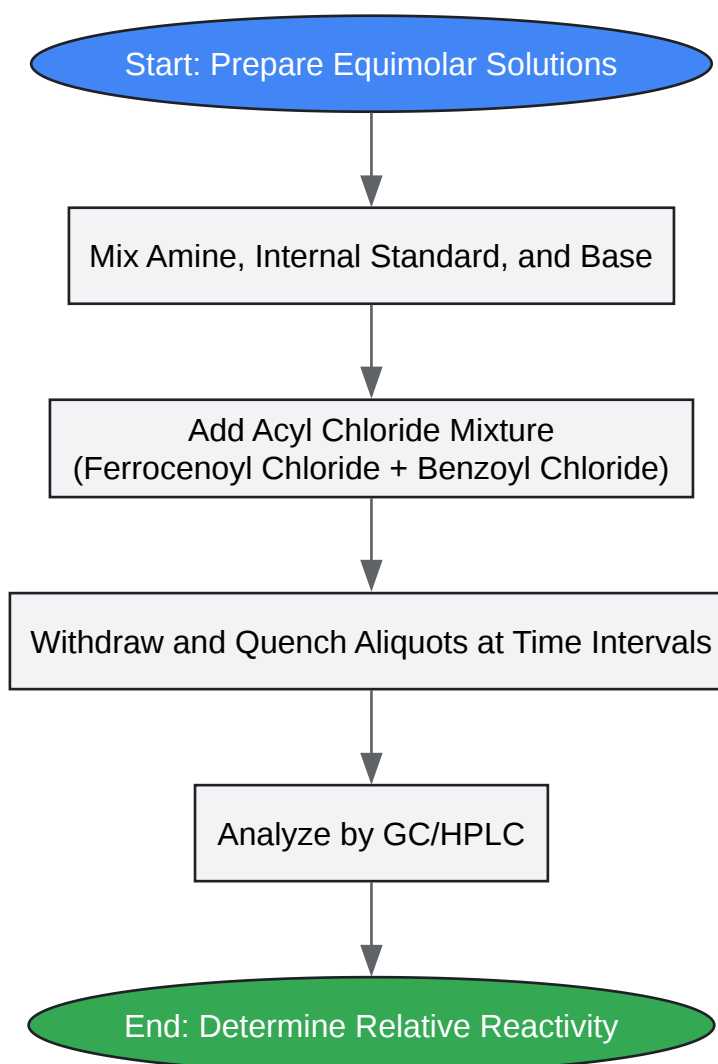 Start: Prepare Equimolar Solutions
Mix Amine, Internal Standard, and Base
Add Acyl Chloride Mixture
(Ferrocenoyl Chloride + Benzoyl Chloride)
Withdraw and Quench Aliquots at Time Intervals
Analyze by GC/HPLC
End: Determine Relative Reactivity